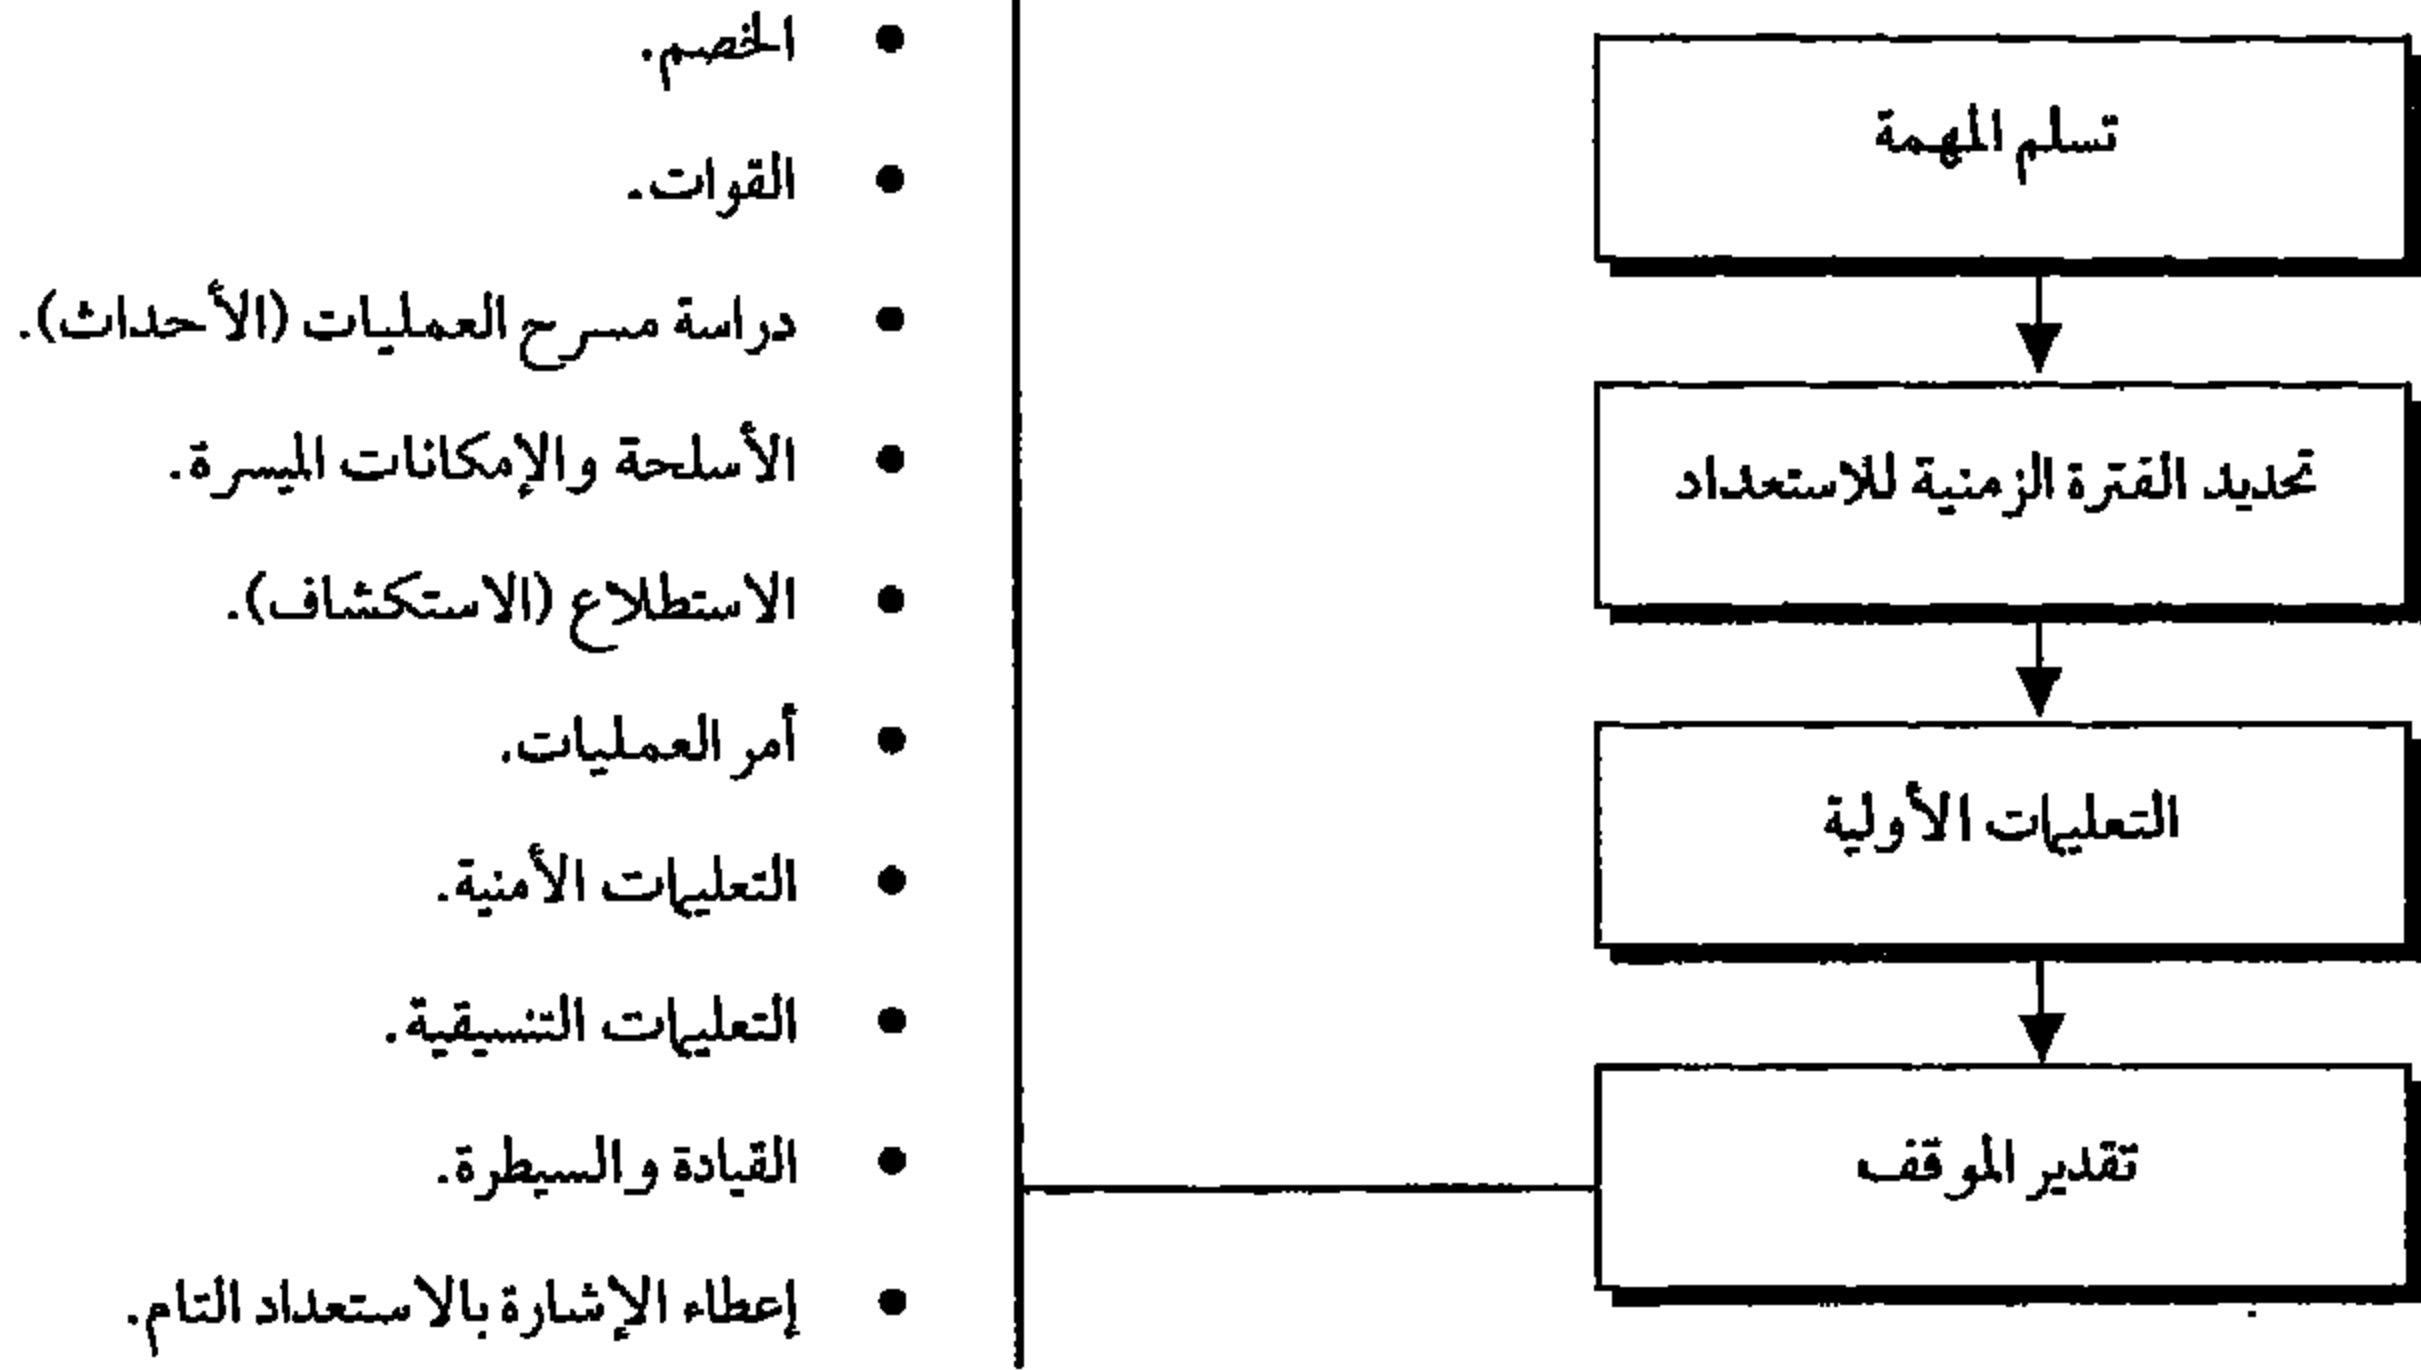 تسلم المهمة
تحديد الفترة الزمنية للاستعداد
التعليمات الأولية
تقدير الموقف
● الخصم.
● القوات.
● دراسة مسرح العمليات (الأحداث).
● الأسلحة والإمكانات الميسرة.
● الاستطلاع (الاستكشاف).
● أمر العمليات.
● التعليمات الأمنية.
● التعليمات التنسيقية.
● القيادة والسيطرة.
● إعطاء الإشارة بالاستعداد التام.